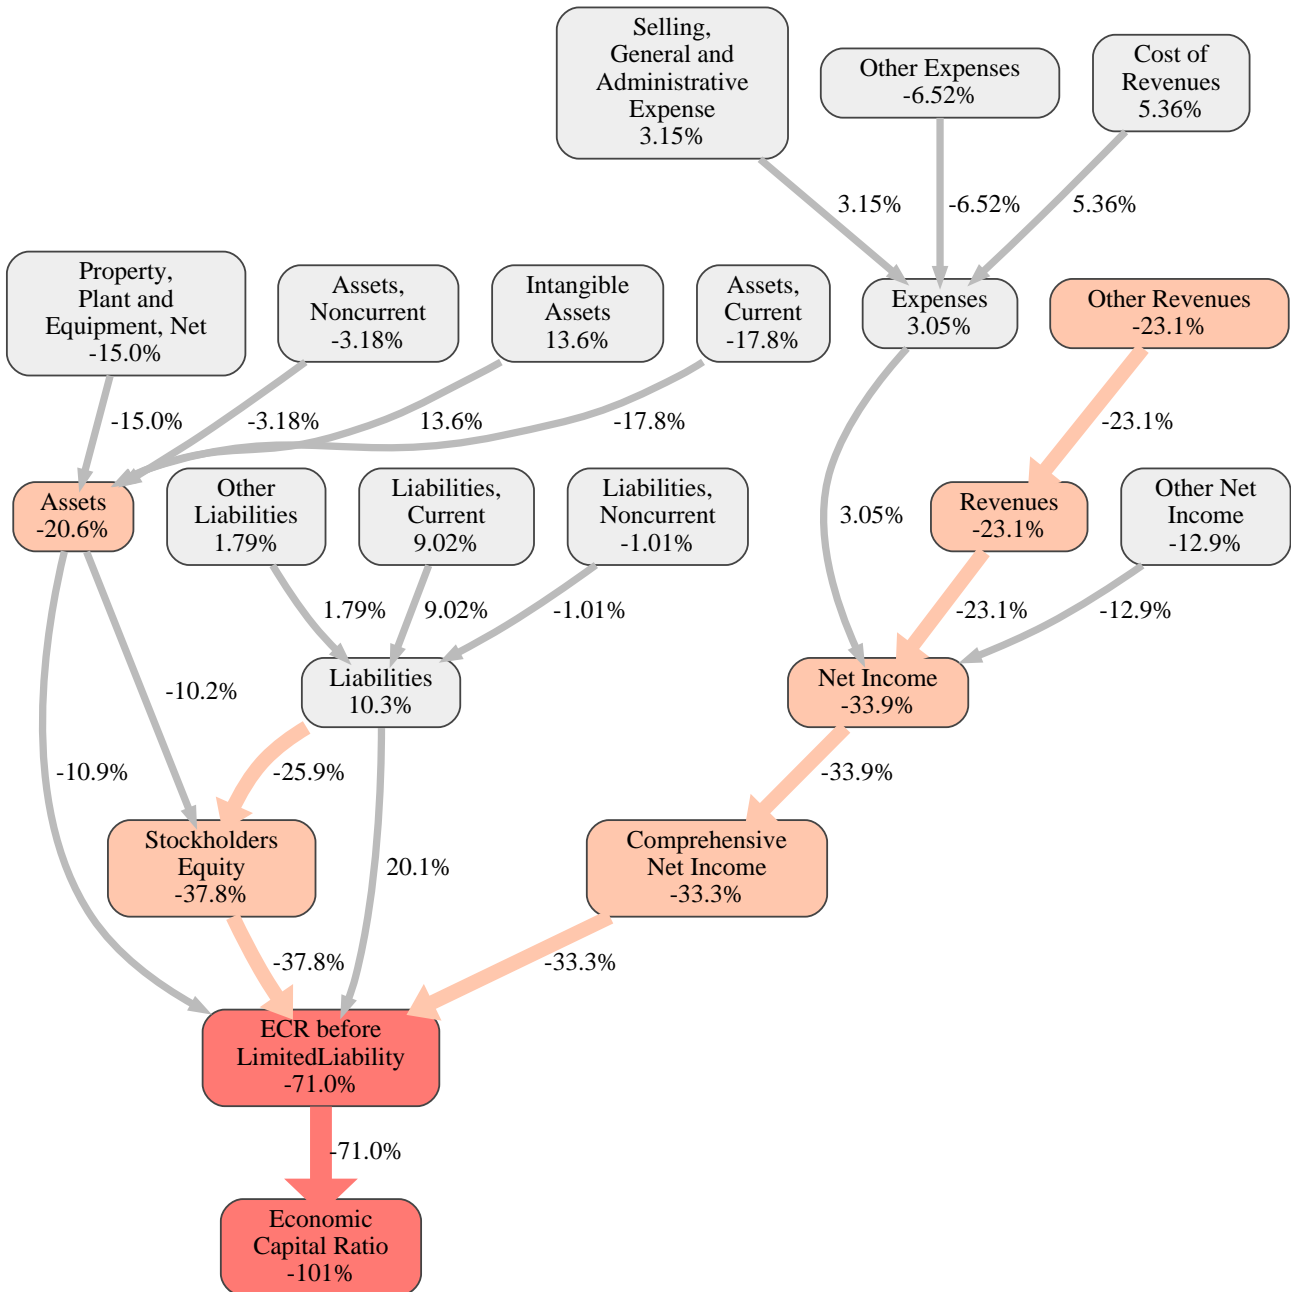 Selling,
General and
Administrative
Expense
3.15%
Other Expenses
-6.52%
Cost of
Revenues
5.36%
3.15%
-6.52%
5.36%
Property,
Plant and
Equipment, Net
-15.0%
Assets,
Noncurrent
-3.18%
Intangible
Assets
13.6%
Assets,
Current
-17.8%
Expenses
3.05%
Other Revenues
-23.1%
-15.0%
-3.18%
13.6%
-17.8%
-23.1%
Assets
-20.6%
Other
Liabilities
1.79%
Liabilities,
Current
9.02%
Liabilities,
Noncurrent
-1.01%
3.05%
Revenues
-23.1%
Other Net
Income
-12.9%
1.79%
9.02%
-1.01%
-23.1%
-12.9%
-10.2%
Liabilities
10.3%
Net Income
-33.9%
-10.9%
-25.9%
-33.9%
Stockholders
Equity
-37.8%
20.1%
Comprehensive
Net Income
-33.3%
-37.8%
-33.3%
ECR before
LimitedLiability
-71.0%
-71.0%
Economic
Capital Ratio
-101%